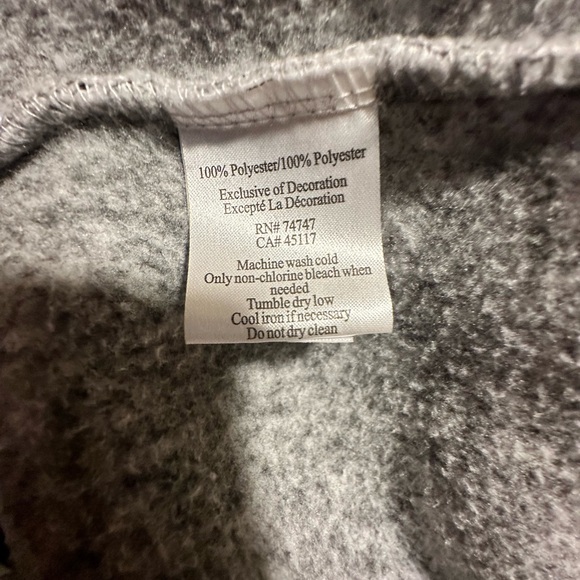 100% Polyester/100% Polyester
Exclusive of Decoration
Excepté La Décoration
RN# 74747
CA# 45117
Machine wash cold
Only non-chlorine bleach when
needed
Tumble dry low
Cool iron if necessary
Do not dry clean